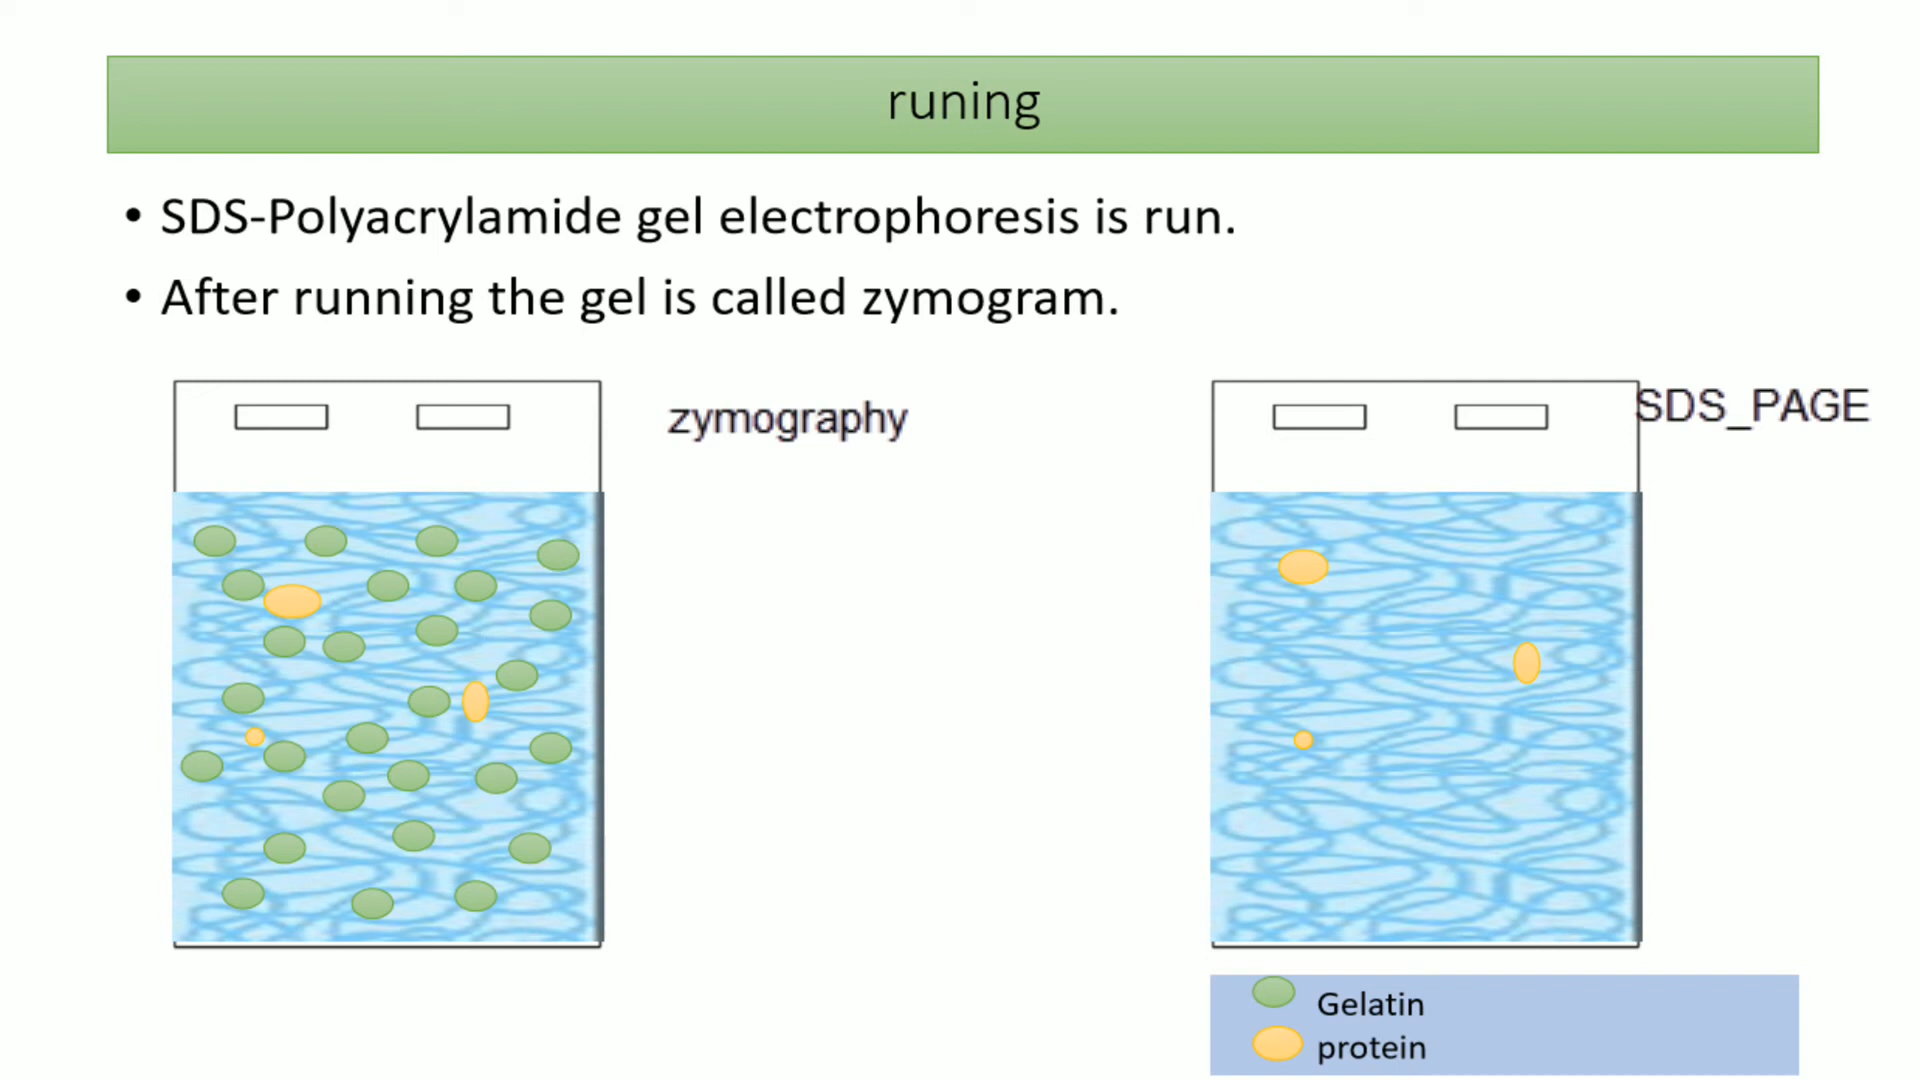 runing
• SDS-Polyacrylamide gel electrophoresis is run.
• After running the gel is called zymogram.
zymography
SDS_PAGE
Gelatin
protein